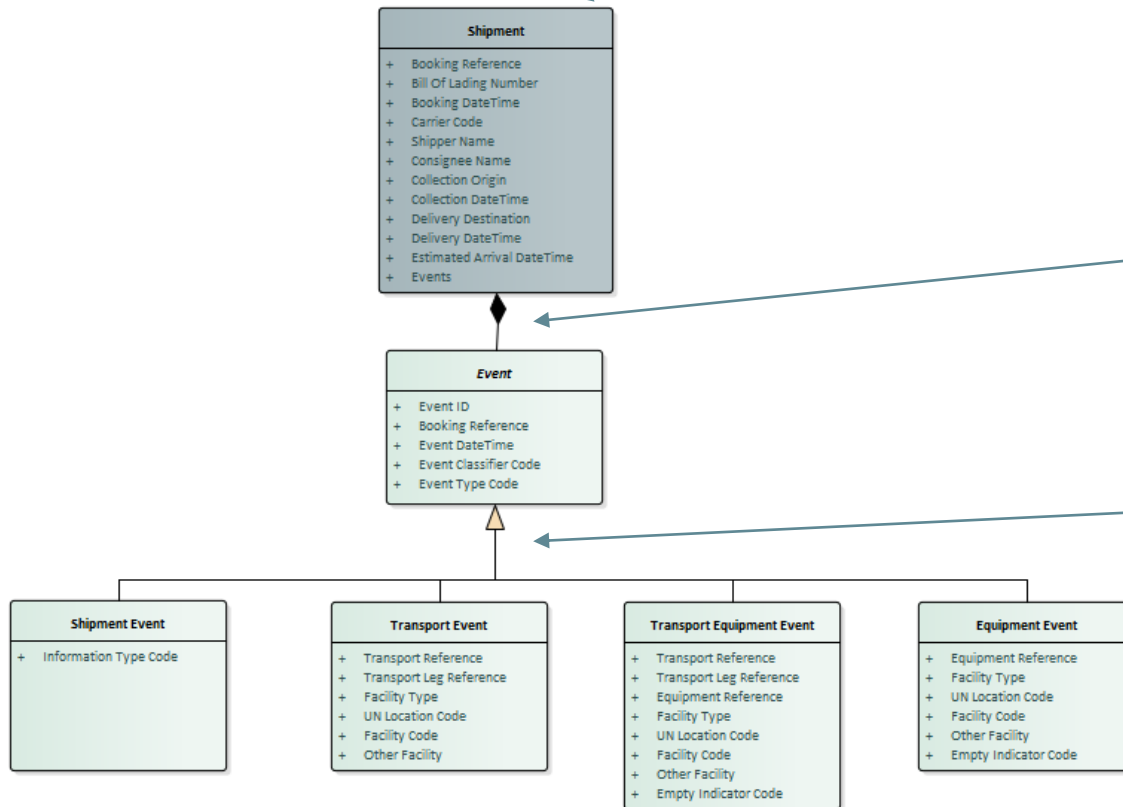 Shipment
+ Booking Reference
+ Bill Of Lading Number
+ Booking DateTime
+ Carrier Code
+ Shipper Name
+ Consignee Name
+ Collection Origin
+ Collection DateTime
+ Delivery Destination
+ Delivery DateTime
+ Estimated Arrival DateTime
+ Events
Event
+ Event ID
+ Booking Reference
+ Event DateTime
+ Event Classifier Code
+ Event Type Code
Shipment Event
+ Information Type Code
Transport Event
+ Transport Reference
+ Transport Leg Reference
+ Facility Type
+ UN Location Code
+ Facility Code
+ Other Facility
Transport Equipment Event
+ Transport Reference
+ Transport Leg Reference
+ Equipment Reference
+ Facility Type
+ UN Location Code
+ Facility Code
+ Other Facility
+ Empty Indicator Code
Equipment Event
+ Equipment Reference
+ Facility Type
+ UN Location Code
+ Facility Code
+ Other Facility
+ Empty Indicator Code